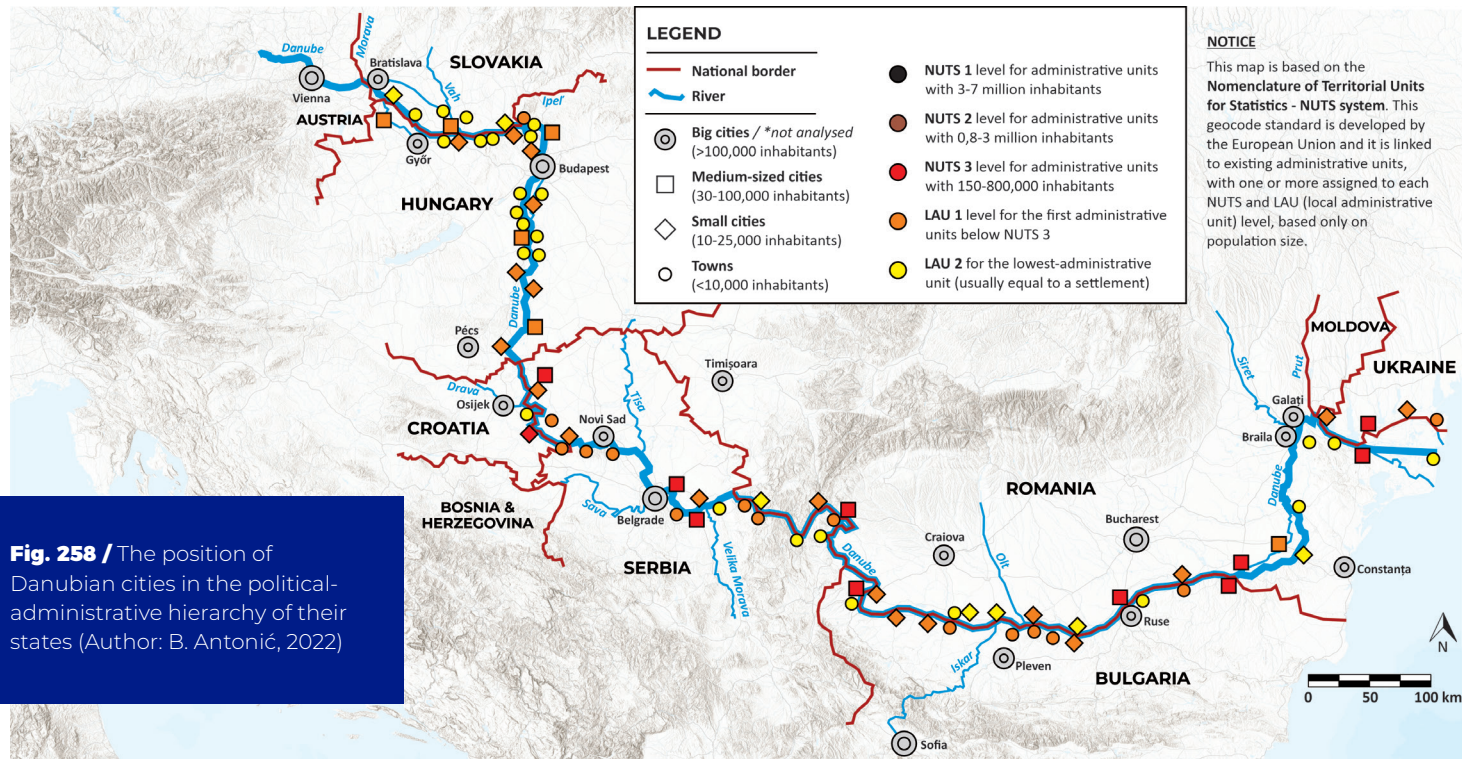 LEGEND
National border
River
Big cities / *not analysed
(>100,000 inhabitants)
Medium-sized cities
(30-100,000 inhabitants)
Small cities
(10-25,000 inhabitants)
Towns
(<10,000 inhabitants)
NUTS 1 level for administrative units
with 3-7 million inhabitants
NUTS 2 level for administrative units
with 0,8-3 million inhabitants
NUTS 3 level for administrative units
with 150-800,000 inhabitants
LAU 1 level for the first administrative
units below NUTS 3
LAU 2 for the lowest-administrative
unit (usually equal to a settlement)
NOTICE
This map is based on the
Nomenclature of Territorial Units
for Statistics - NUTS system. This
geocode standard is developed by
the European Union and it is linked
to existing administrative units,
with one or more assigned to each
NUTS and LAU (local administrative
unit) level, based only on
population size.
Danube
Morava
Bratislava
SLOVAKIA
Vah
Ipel'
Vienna
AUSTRIA
Győr
Budapest
HUNGARY
Danube
Pécs
Drava
Osijek
CROATIA
Novi Sad
Tisa
Timișoara
BOSNIA &
HERZEGOVINA
Sava
Belgrade
SERBIA
Velika Morava
Danube
Craiova
Olt
ROMANIA
Bucharest
Iskar
Pleven
Sofia
Ruse
BULGARIA
Constanța
Danube
Braila
Galați
Siret
Prut
MOLDOVA
UKRAINE
N
0 50 100 km
Fig. 258 / The position of
Danubian cities in the political-
administrative hierarchy of their
states (Author: B. Antonić, 2022)